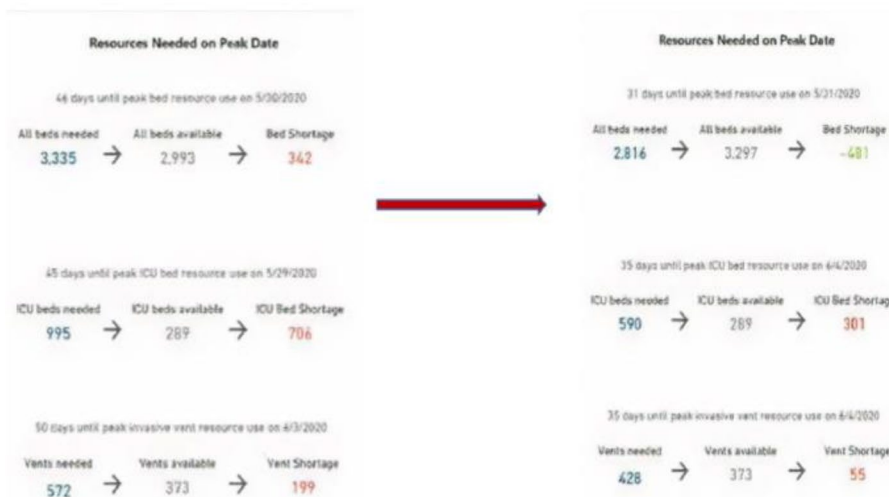 Resources Needed on Peak Date
46 days until peak bed resource use on 5/30/2020
All beds needed All beds available Bed Shortage
3,335 → 2,993 → 342
45 days until peak ICU bed resource use on 5/29/2020
ICU beds needed ICU beds available ICU Bed Shortage
995 → 289 → 706
50 days until peak invasive vent resource use on 6/3/2020
Vents needed Vents available Vent Shortage
572 → 373 → 199
Resources Needed on Peak Date
31 days until peak bed resource use on 5/31/2020
All beds needed All beds available Bed Shortage
2,816 → 3,297 → -481
35 days until peak ICU bed resource use on 6/4/2020
ICU beds needed ICU beds available ICU Bed Shortage
590 → 289 → 301
35 days until peak invasive vent resource use on 6/4/2020
Vents needed Vents available Vent Shortage
428 → 373 → 55